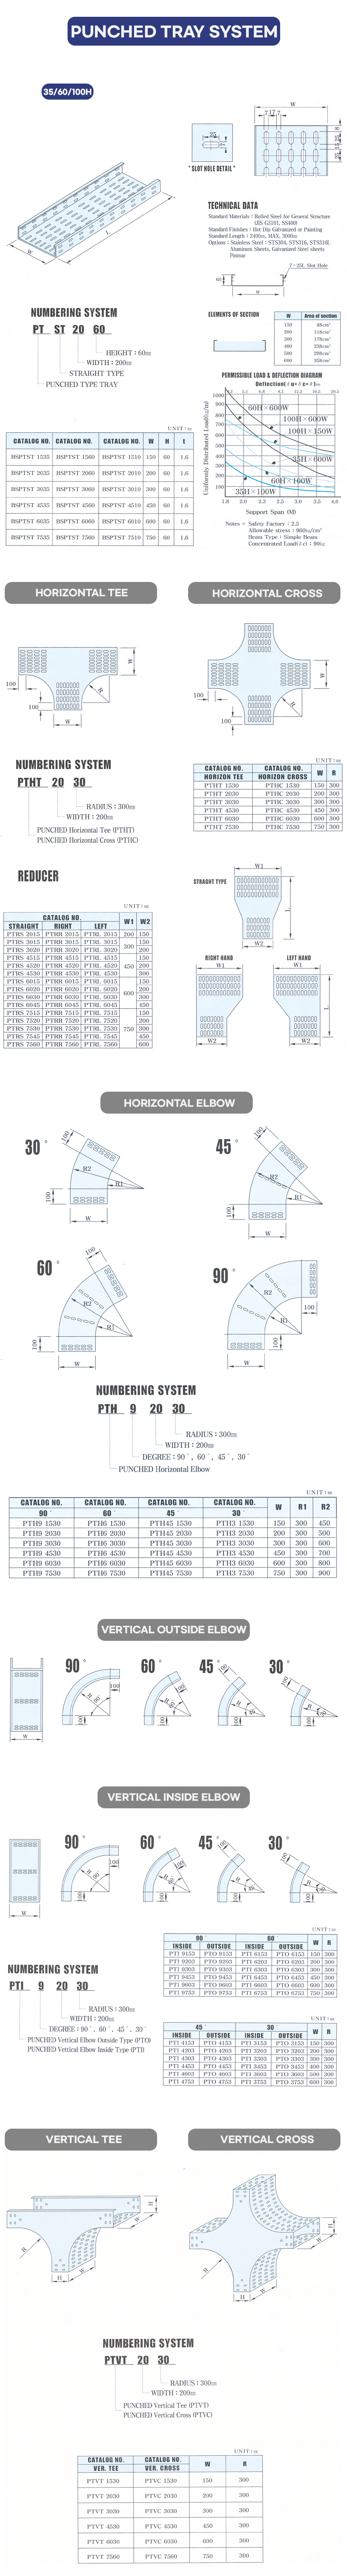 PUNCHED TRAY SYSTEM
35/60/100H
" SLOT HOLE DETAIL "
TECHNICAL DATA
Standard Materials : Rolled Steel for General Structure
(JIS G3101, SS400)
Standard Finishes : Hot Dip Galvanized or Painting
Standard Length : 2400m, MAX, 3000m
Options : Stainless Steel : STS304, STS316, STS316L
Aluminum Sheets, Galvanized Steel sheets
Posmac
7×25L Slot Hole
NUMBERING SYSTEM
PT ST 20 60
HEIGHT : 60㎜
WIDTH : 200㎜
STRAIGHT TYPE
PUNCHED TYPE TRAY
ELEMENTS OF SECTION
W Area of section
150 88cm²
200 118cm²
300 178cm²
400 238cm²
500 298cm²
600 358cm²
PERMISSIBLE LOAD & DEFLECTION DIAGRAM
60H×600W
100H×600W
100H×150W
35H×600W
60H×100W
35H×100W
Support Span (M)
Notes = Safety Factory : 2.5
Allowable stress : 960㎏/cm²
Beam Type : Simple Beam
UNIT : ㎜
CATALOG NO. CATALOG NO. CATALOG NO. W H t
BSPTST 1535 BSPTST 1560 BSPTST 1510 150 60 1.6
BSPTST 2035 BSPTST 2060 BSPTST 2010 200 60 1.6
BSPTST 3035 BSPTST 3060 BSPTST 3010 300 60 1.6
BSPTST 4535 BSPTST 4560 BSPTST 4510 450 60 1.6
BSPTST 6035 BSPTST 6060 BSPTST 6010 600 60 1.6
BSPTST 7535 BSPTST 7560 BSPTST 7510 750 60 1.6
HORIZONTAL TEE
HORIZONTAL CROSS
NUMBERING SYSTEM
PTHT 20 30
RADIUS : 300㎜
WIDTH : 200㎜
PUNCHED Horizontal Tee (PTHT)
PUNCHED Horizontal Cross (PTHC)
UNIT : ㎜
CATALOG NO. CATALOG NO. W R
HORIZON TEE HORIZON CROSS
PTHT 1530 PTHC 1530 150 300
PTHT 2030 PTHC 2030 200 300
PTHT 3030 PTHC 3030 300 300
PTHT 4530 PTHC 4530 450 300
PTHT 6030 PTHC 6030 600 300
PTHT 7530 PTHC 7530 750 300
REDUCER
UNIT : ㎜
CATALOG NO. W1 W2
STRAIGHT RIGHT LEFT
PTRS 2015 PTRR 2015 PTRL 2015 200 150
PTRS 3015 PTRR 3015 PTRL 3015 300 150
PTRS 3020 PTRR 3020 PTRL 3020 200
PTRS 4515 PTRR 4515 PTRL 4515 450 150
PTRS 4520 PTRR 4520 PTRL 4520 200
PTRS 4530 PTRR 4530 PTRL 4530 300
PTRS 6015 PTRR 6015 PTRL 6015 600 150
PTRS 6020 PTRR 6020 PTRL 6020 200
PTRS 6030 PTRR 6030 PTRL 6030 300
PTRS 6045 PTRR 6045 PTRL 6045 450
PTRS 7515 PTRR 7515 PTRL 7515 750 150
PTRS 7520 PTRR 7520 PTRL 7520 200
PTRS 7530 PTRR 7530 PTRL 7530 300
PTRS 7545 PTRR 7545 PTRL 7545 450
PTRS 7560 PTRR 7560 PTRL 7560 600
STRAIGHT TYPE
RIGHT HAND LEFT HAND
HORIZONTAL ELBOW
30°
45°
60°
90°
NUMBERING SYSTEM
PTH 9 20 30
RADIUS : 300㎜
WIDTH : 200㎜
DEGREE : 90°, 60°, 45°, 30°
PUNCHED Horizontal Elbow
UNIT : ㎜
CATALOG NO. CATALOG NO. CATALOG NO. CATALOG NO. W R1 R2
90° 60° 45° 30°
PTH9 1530 PTH6 1530 PTH45 1530 PTH3 1530 150 300 450
PTH9 2030 PTH6 2030 PTH45 2030 PTH3 2030 200 300 500
PTH9 3030 PTH6 3030 PTH45 3030 PTH3 3030 300 300 600
PTH9 4530 PTH6 4530 PTH45 4530 PTH3 4530 450 300 700
PTH9 6030 PTH6 6030 PTH45 6030 PTH3 6030 600 300 800
PTH9 7530 PTH6 7530 PTH45 7530 PTH3 7530 750 300 900
VERTICAL OUTSIDE ELBOW
90° 60° 45° 30°
VERTICAL INSIDE ELBOW
90° 60° 45° 30°
NUMBERING SYSTEM
PTI 9 20 30
RADIUS : 300㎜
WIDTH : 200㎜
DEGREE : 90°, 60°, 45°, 30°
PUNCHED Vertical Elbow Outside Type (PTO)
PUNCHED Vertical Elbow Inside Type (PTI)
UNIT : ㎜
90° 60° W R
INSIDE OUTSIDE INSIDE OUTSIDE
PTI 9153 PTO 9153 PTI 6153 PTO 6153 150 300
PTI 9203 PTO 9203 PTI 6203 PTO 6203 200 300
PTI 9303 PTO 9303 PTI 6303 PTO 6303 300 300
PTI 9453 PTO 9453 PTI 6453 PTO 6453 450 300
PTI 9603 PTO 9603 PTI 6603 PTO 6603 600 300
PTI 9753 PTO 9753 PTI 6753 PTO 6753 750 300
UNIT : ㎜
45° 30° W R
INSIDE OUTSIDE INSIDE OUTSIDE
PTI 4153 PTO 4153 PTI 3153 PTO 3153 150 300
PTI 4203 PTO 4203 PTI 3203 PTO 3203 200 300
PTI 4303 PTO 4303 PTI 3303 PTO 3303 300 300
PTI 4453 PTO 4453 PTI 3453 PTO 3453 400 300
PTI 4603 PTO 4603 PTI 3603 PTO 3603 500 300
PTI 4753 PTO 4753 PTI 3753 PTO 3753 600 300
VERTICAL TEE
VERTICAL CROSS
NUMBERING SYSTEM
PTVT 20 30
RADIUS : 300㎜
WIDTH : 200㎜
PUNCHED Vertical Tee (PTVT)
PUNCHED Vertical Cross (PTVC)
UNIT : ㎜
CATALOG NO. CATALOG NO. W R
VER. TEE VER. CROSS
PTVT 1530 PTVC 1530 150 300
PTVT 2030 PTVC 2030 200 300
PTVT 3030 PTVC 3030 300 300
PTVT 4530 PTVC 4530 450 300
PTVT 6030 PTVC 6030 600 300
PTVT 7560 PTVC 7560 750 300